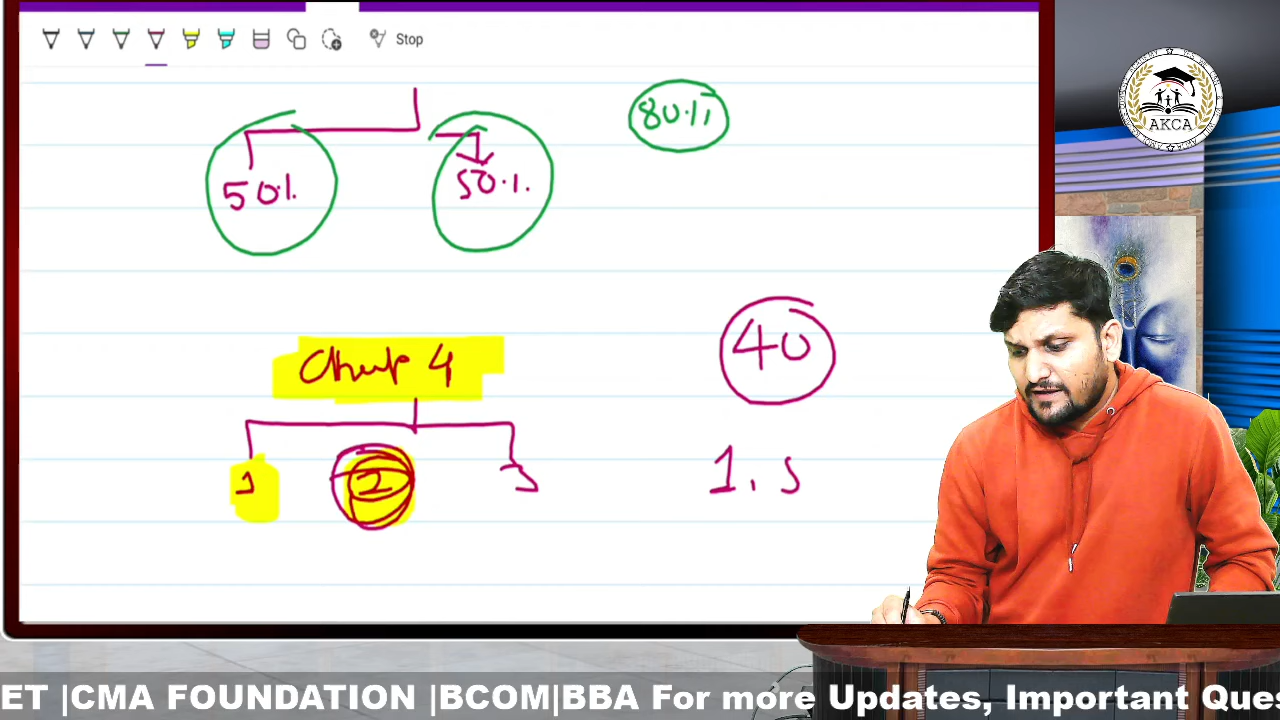 Stop
80%
50%
50%
40
Chap 4
1 2 3
1.5
AKCA
ET |CMA FOUNDATION |BCOM|BBA For more Updates, Important Ques